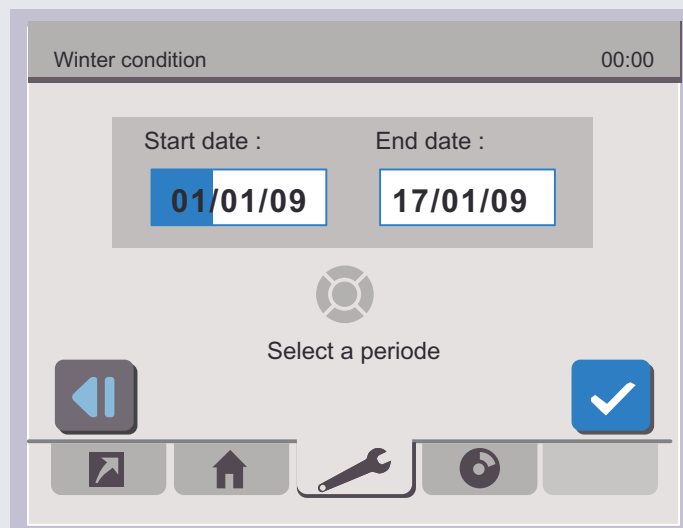 Winter condition 00:00
Start date : End date :
01/01/09 17/01/09
Select a periode